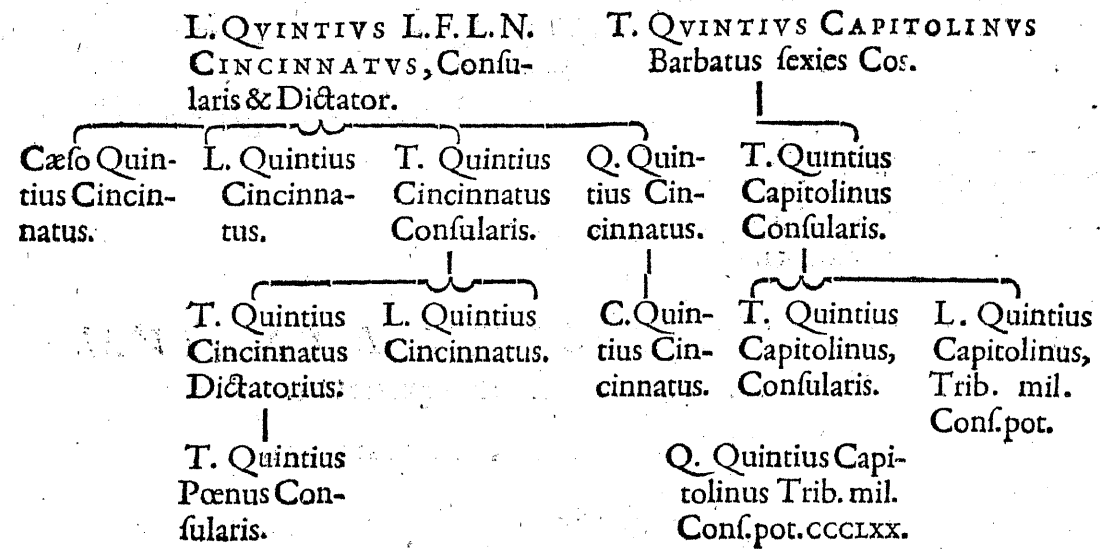 L. QVINTIVS L. F. L. N.
CINCINNATVS, Conſu-
laris & Dictator.
T. QVINTIVS CAPITOLINVS
Barbatus ſexies Cos.
Cæſo Quin-
tius Cincin-
natus.
L. Quintius
Cincinna-
tus.
T. Quintius
Cincinnatus
Conſularis.
Q. Quin-
tius Cin-
cinnatus.
T. Quintius
Capitolinus
Conſularis.
T. Quintius
Cincinnatus
Dictatorius:
L. Quintius
Cincinnatus.
C. Quin-
tius Cin-
cinnatus.
T. Quintius
Capitolinus,
Conſularis.
L. Quintius
Capitolinus,
Trib. mil.
Conſ. pot.
T. Quintius
Pœnus Con-
ſularis.
Q. Quintius Capi-
tolinus Trib. mil.
Conſ. pot. CCCLXX.